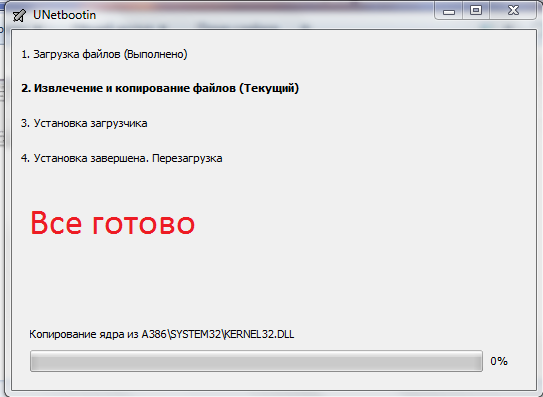 UNetbootin
1. Загрузка файлов (Выполнено)
2. Извлечение и копирование файлов (Текущий)
3. Установка загрузчика
4. Установка завершена. Перезагрузка
Все готово
Копирование ядра из A386\SYSTEM32\KERNEL32.DLL
0%